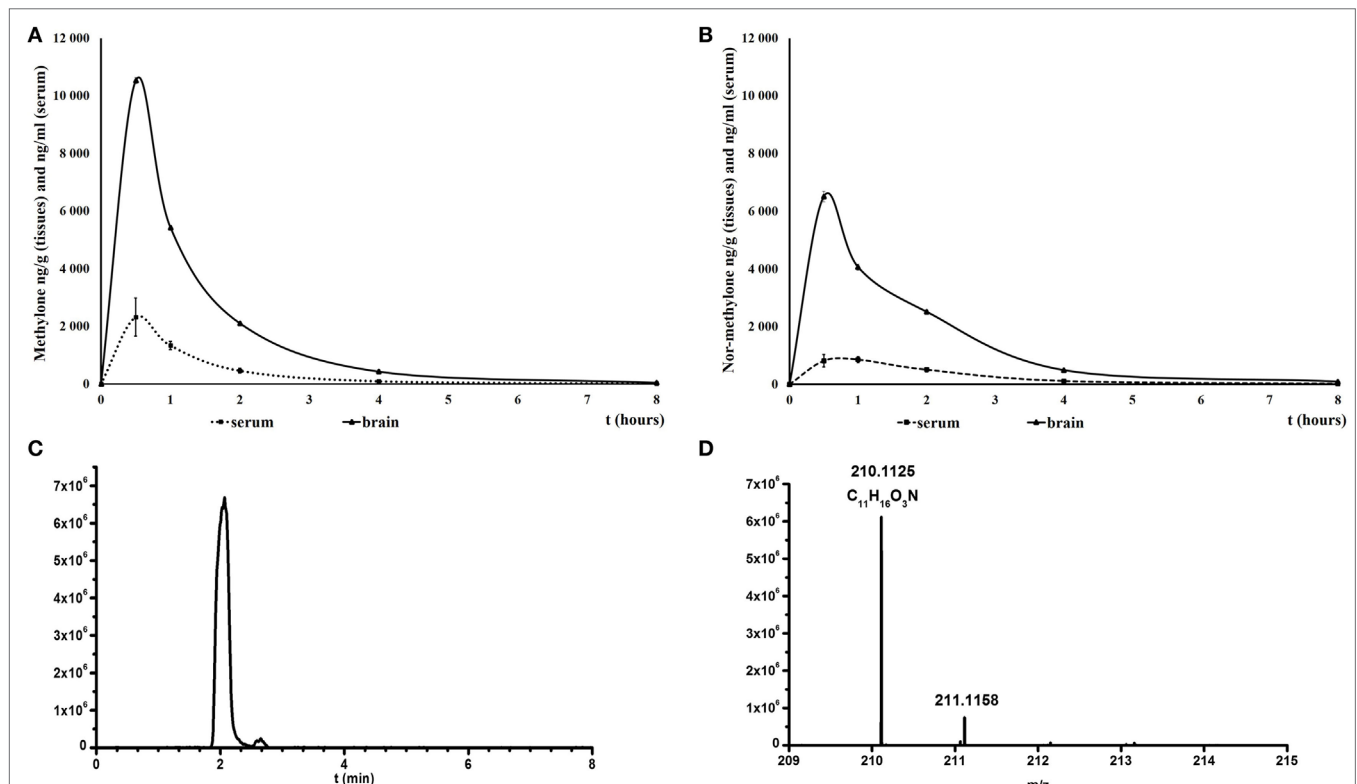 A
Methylone ng/g (tissues) and ng/ml (serum)
12 000
10 000
8 000
6 000
4 000
2 000
0
0 1 2 3 4 5 6 7 8
t (hours)
serum brain
B
Nor-methylone ng/g (tissues) and ng/ml (serum)
12 000
10 000
8 000
6 000
4 000
2 000
0
0 1 2 3 4 5 6 7 8
t (hours)
serum brain
C
7x10⁶
6x10⁶
5x10⁶
4x10⁶
3x10⁶
2x10⁶
1x10⁶
0
0 2 4 6 8
t (min)
D
210.1125
C₁₁H₁₆O₃N
211.1158
7x10⁶
6x10⁶
5x10⁶
4x10⁶
3x10⁶
2x10⁶
1x10⁶
0
209 210 211 212 213 214 215
m/z